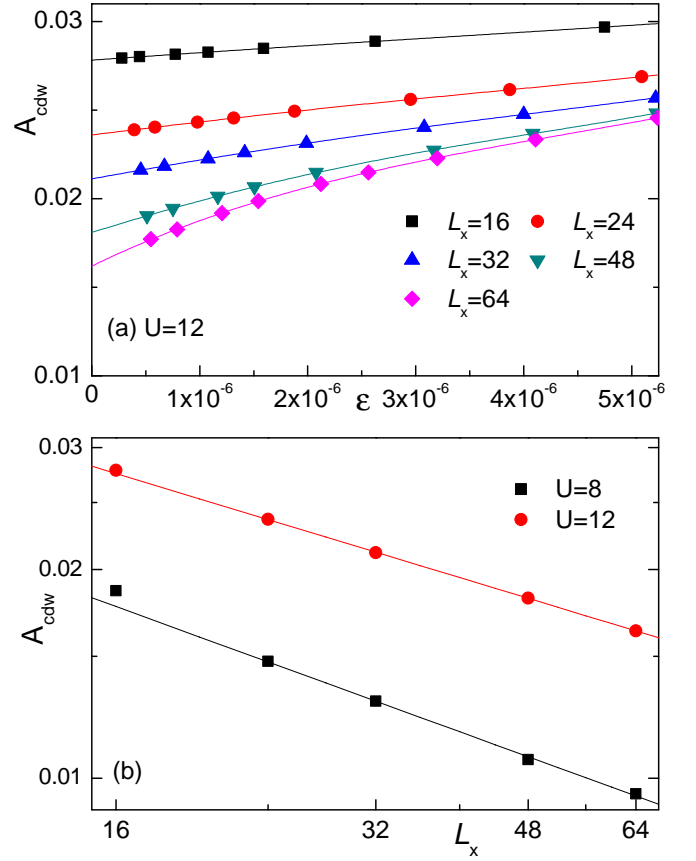 0.03
A_cdw
0.02
L_x=16 L_x=24
L_x=32 L_x=48
L_x=64
(a) U=12
0.01
0 1x10^-6 2x10^-6 ε 3x10^-6 4x10^-6 5x10^-6
0.03
U=8
U=12
0.02
A_cdw
(b)
0.01
16 32 L_x 48 64